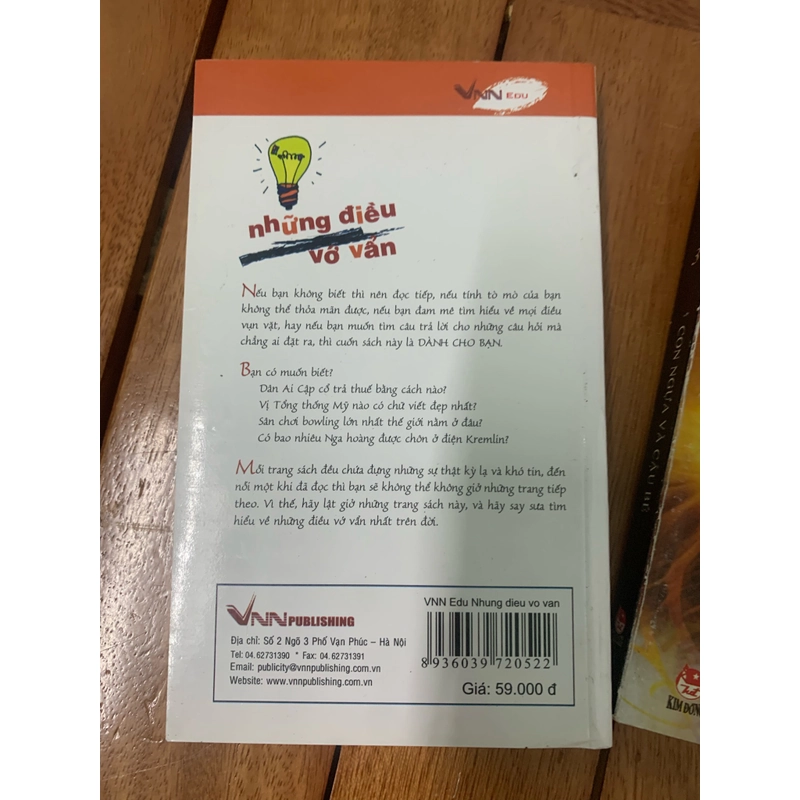 VNN EDU
những điều
vớ vẩn
Nếu bạn không biết thì nên đọc tiếp, nếu tính tò mò của bạn
không thể thỏa mãn được, nếu bạn đam mê tìm hiểu về mọi điều
vụn vặt, hay nếu bạn muốn tìm câu trả lời cho những câu hỏi mà
chẳng ai đặt ra, thì cuốn sách này là DÀNH CHO BẠN.
Bạn có muốn biết?
Dân Ai Cập cổ trả thuế bằng cách nào?
Vị Tổng thống Mỹ nào có chữ viết đẹp nhất?
Sân chơi bowling lớn nhất thế giới nằm ở đâu?
Có bao nhiêu Nga hoàng được chôn ở điện Kremlin?
Mỗi trang sách đều chứa đựng những sự thật kỳ lạ và khó tin, đến
nỗi một khi đã đọc thì bạn sẽ không thể không giở những trang tiếp
theo. Vì thế, hãy lật giở những trang sách này, và hãy say sưa tìm
hiểu về những điều vớ vẩn nhất trên đời.
VNN PUBLISHING
Địa chỉ: Số 2 Ngõ 3 Phố Vạn Phúc – Hà Nội
Tel: 04.62731390 * Fax: 04.62731391
Email: publicity@vnnpublishing.com.vn
Website: www.vnnpublishing.com.vn
VNN Edu Nhung dieu vo van
8936039720522
Giá: 59.000 đ
CON NGỰA VÀ CẬU BÉ
KIM ĐỒN